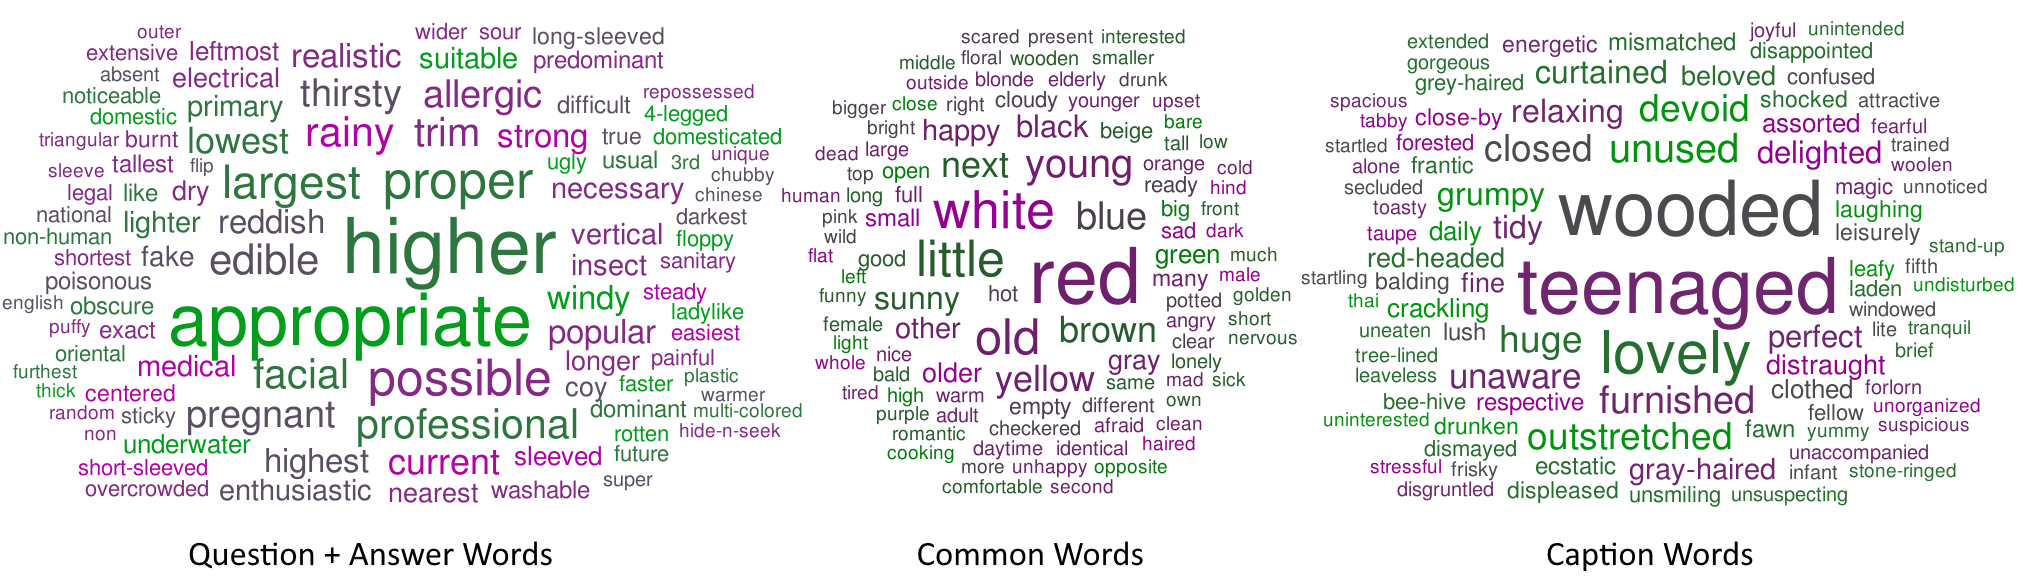 outer wider sour long-sleeved
extensive leftmost realistic suitable predominant
absent electrical thirsty allergic difficult repossessed
noticeable primary 4-legged
domestic lowest rainy trim strong true domesticated
triangular burnt
sleeve tallest flip ugly usual 3rd unique
legal like dry largest proper necessary chubby
chinese
national lighter reddish higher vertical darkest
non-human floppy
shortest fake edible insect sanitary
poisonous
english obscure appropriate windy steady
ladylike
puffy exact popular easiest
oriental medical facial possible longer painful
furthest
thick centered coy faster plastic
warmer
random sticky pregnant professional dominant multi-colored
non underwater rotten hide-n-seek
short-sleeved highest current sleeved future
overcrowded enthusiastic nearest washable super
Question + Answer Words
scared present interested
middle floral wooden smaller
outside blonde elderly drunk
bigger close right cloudy younger upset
bright happy black beige bare
tall low
dead large next young orange cold
top open
human long full ready hind
pink small white blue big front
wild sad dark
flat good little red green much
left many male
funny sunny hot potted golden
female other old brown angry short
light clear nervous
whole nice gray lonely
bald older yellow same mad sick
tired high warm own
purple adult empty different
romantic checkered afraid clean
cooking daytime identical haired
more unhappy opposite
comfortable second
Common Words
joyful unintended
extended energetic mismatched disappointed
gorgeous
grey-haired curtained beloved confused
spacious relaxing devoid shocked attractive
tabby close-by assorted fearful
startled forested closed unused delighted trained
alone frantic woolen
secluded grumpy wooded magic unnoticed
toasty laughing
taupe daily tidy leisurely
red-headed stand-up
startling balding fine teenaged leafy fifth
laden undisturbed
thai crackling windowed
uneaten lush huge lovely perfect lite tranquil
tree-lined distraught brief
leaveless unaware clothed forlorn
bee-hive respective furnished fellow unorganized
uninterested drunken outstretched fawn yummy suspicious
dismayed unaccompanied
stressful frisky ecstatic gray-haired infant stone-ringed
disgruntled displeased unsmiling unsuspecting
Caption Words